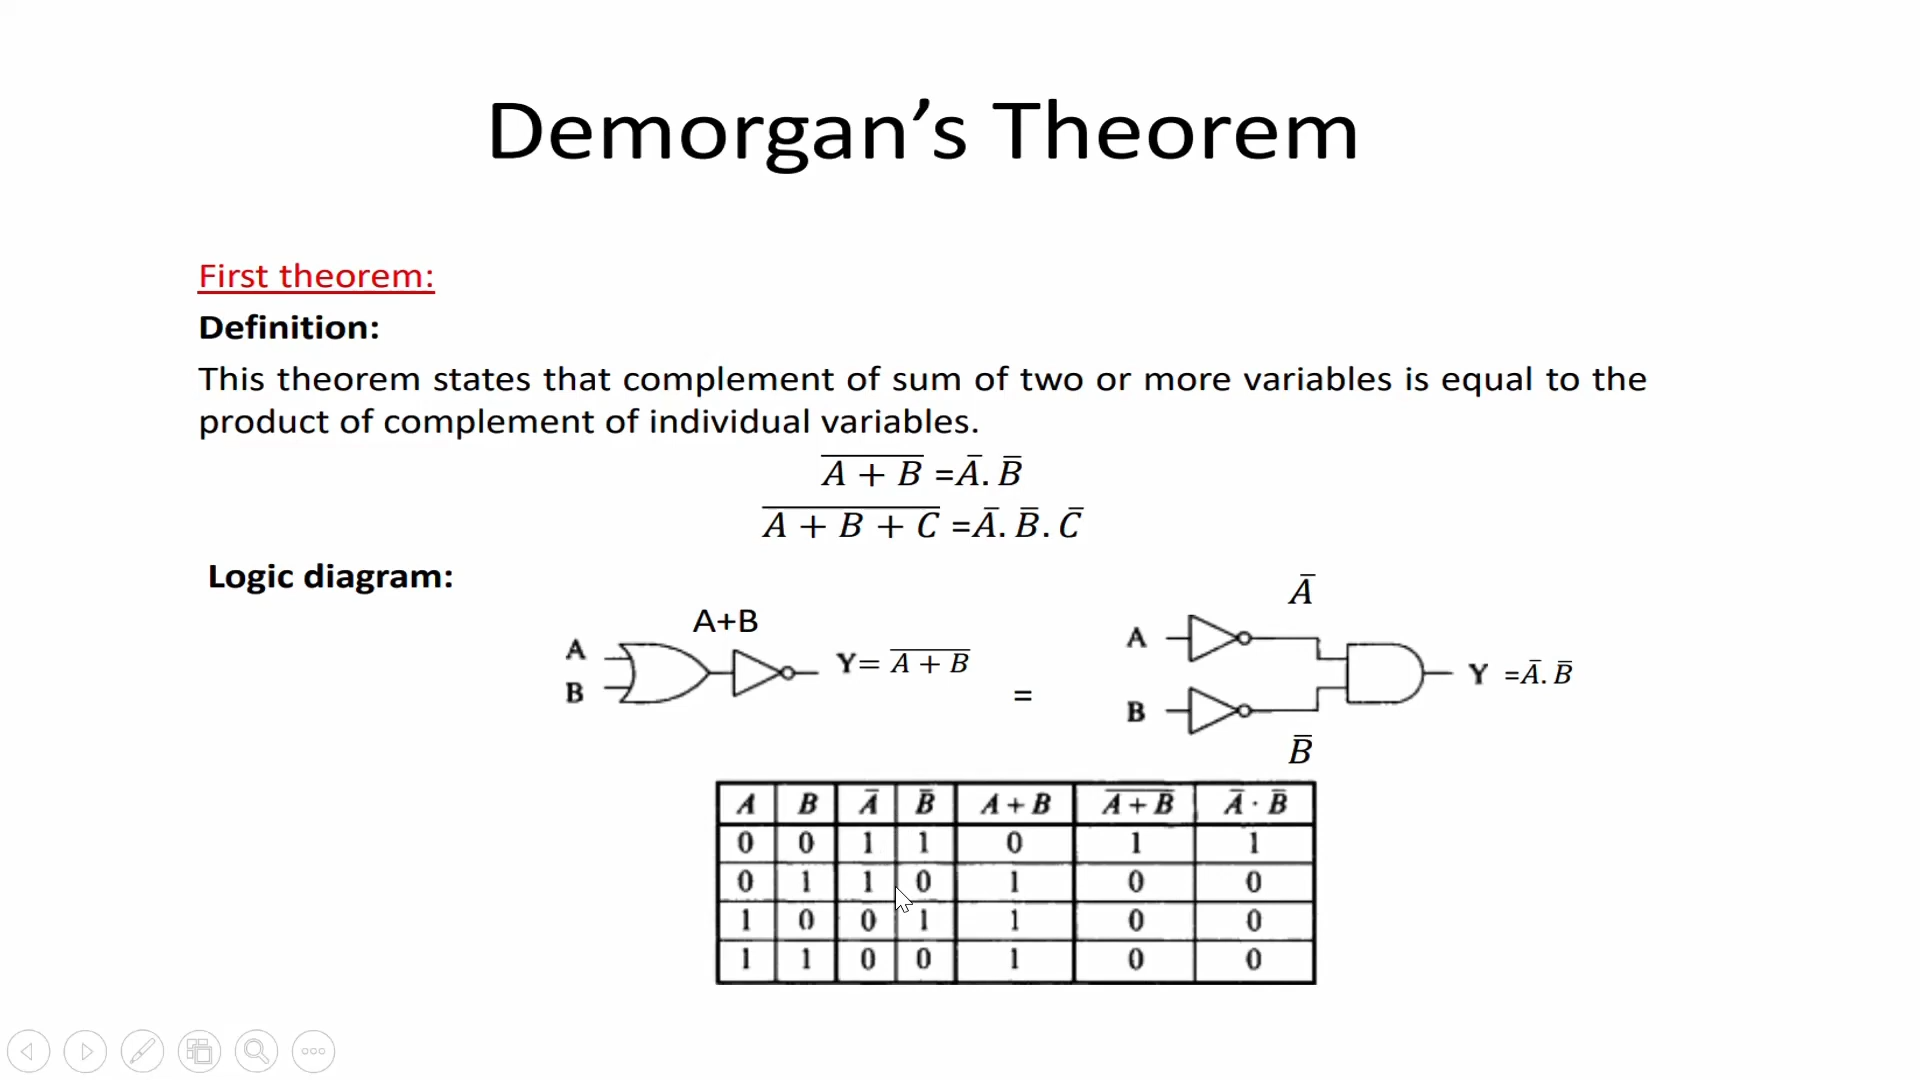 Demorgan’s Theorem
First theorem:
Definition:
This theorem states that complement of sum of two or more variables is equal to the
product of complement of individual variables.
A̅ ̅+̅ ̅B̅ =A̅. B̅
A̅ ̅+̅ ̅B̅ ̅+̅ ̅C̅ =A̅. B̅. C̅
Logic diagram:
A+B
A
B
Y= A̅ ̅+̅ ̅B̅
=
A̅
A
B
Y =A̅. B̅
B̅
A B A̅ B̅ A + B A̅ ̅+̅ ̅B̅ A̅ · B̅
0 0 1 1 0 1 1
0 1 1 0 1 0 0
1 0 0 1 1 0 0
1 1 0 0 1 0 0